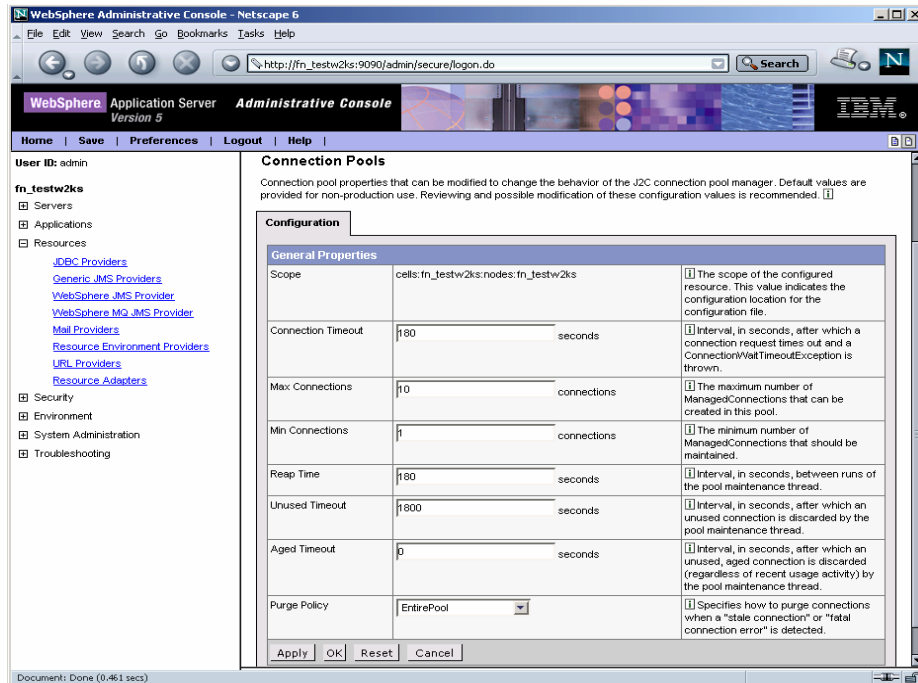 WebSphere Administrative Console - Netscape 6
File Edit View Search Go Bookmarks Tasks Help
http://fn_testw2ks:9090/admin/secure/logon.do
Search
N
WebSphere Application Server Administrative Console
Version 5
IBM
Home | Save | Preferences | Logout | Help |
User ID: admin
fn_testw2ks
Servers
Applications
Resources
JDBC Providers
Generic JMS Providers
WebSphere JMS Provider
WebSphere MQ JMS Provider
Mail Providers
Resource Environment Providers
URL Providers
Resource Adapters
Security
Environment
System Administration
Troubleshooting
Connection Pools
Connection pool properties that can be modified to change the behavior of the J2C connection pool manager. Default values are
provided for non-production use. Reviewing and possible modification of these configuration values is recommended. i
Configuration
General Properties
Scope
cells:fn_testw2ks:nodes:fn_testw2ks
i The scope of the configured
resource. This value indicates the
configuration location for the
configuration file.
Connection Timeout
180 seconds
i Interval, in seconds, after which a
connection request times out and a
ConnectionWaitTimeoutException is
thrown.
Max Connections
10 connections
i The maximum number of
ManagedConnections that can be
created in this pool.
Min Connections
1 connections
i The minimum number of
ManagedConnections that should be
maintained.
Reap Time
180 seconds
i Interval, in seconds, between runs of
the pool maintenance thread.
Unused Timeout
1800 seconds
i Interval, in seconds, after which an
unused connection is discarded by the
pool maintenance thread.
Aged Timeout
0 seconds
i Interval, in seconds, after which an
unused, aged connection is discarded
(regardless of recent usage activity) by
the pool maintenance thread.
Purge Policy
EntirePool
i Specifies how to purge connections
when a "stale connection" or "fatal
connection error" is detected.
Apply OK Reset Cancel
Document: Done (0.461 secs)